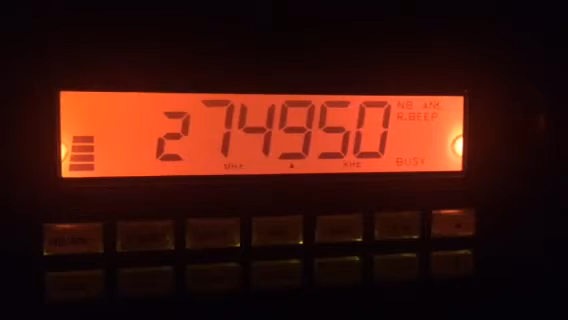 274950
NB ANL
R.BEEP
MHz KHZ
BUSY